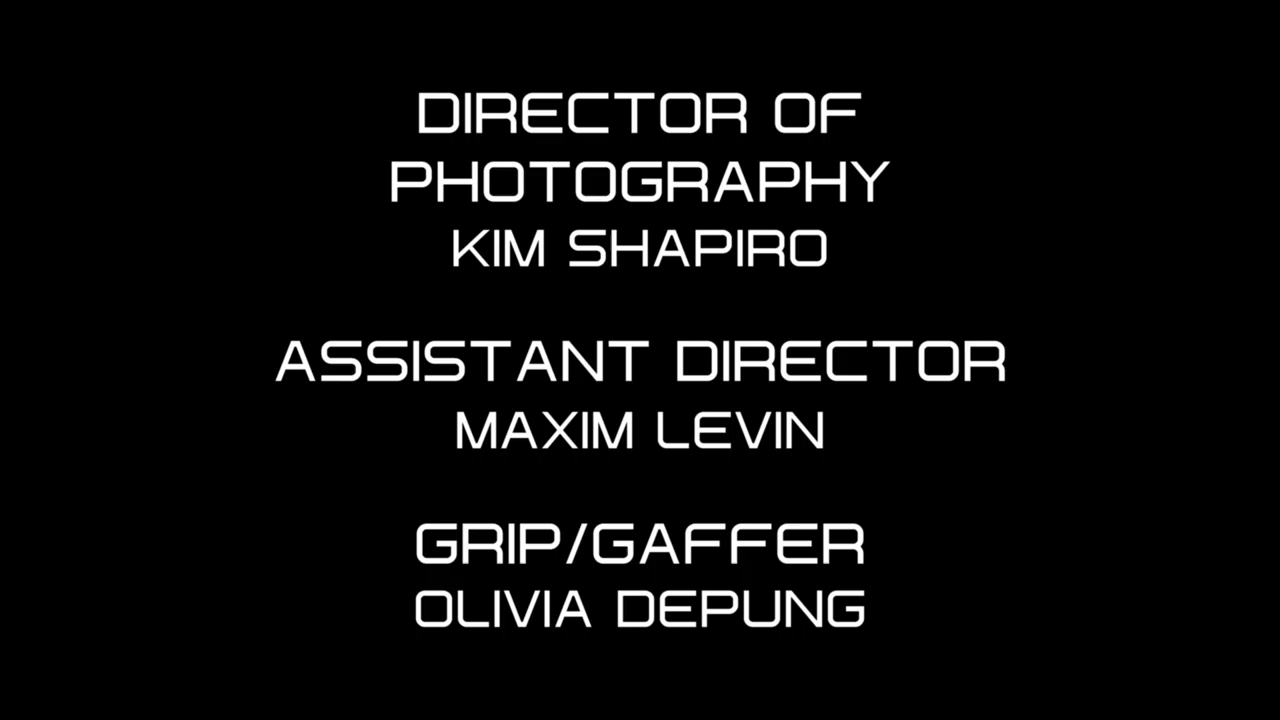 DIRECTOR OF
PHOTOGRAPHY
KIM SHAPIRO
ASSISTANT DIRECTOR
MAXIM LEVIN
GRIP/GAFFER
OLIVIA DEPUNG